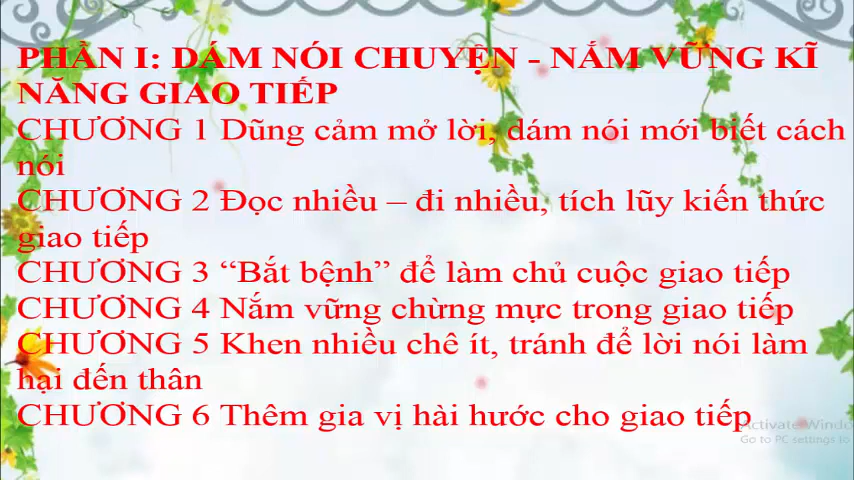 PHẦN I: DÁM NÓI CHUYỆN - NẮM VỮNG KĨ
NĂNG GIAO TIẾP
CHƯƠNG 1 Dũng cảm mở lời, dám nói mới biết cách
nói
CHƯƠNG 2 Đọc nhiều – đi nhiều, tích lũy kiến thức
giao tiếp
CHƯƠNG 3 “Bắt bệnh” để làm chủ cuộc giao tiếp
CHƯƠNG 4 Nắm vững chừng mực trong giao tiếp
CHƯƠNG 5 Khen nhiều chê ít, tránh để lời nói làm
hại đến thân
CHƯƠNG 6 Thêm gia vị hài hước cho giao tiếp
Activate Windo
Go to PC settings to